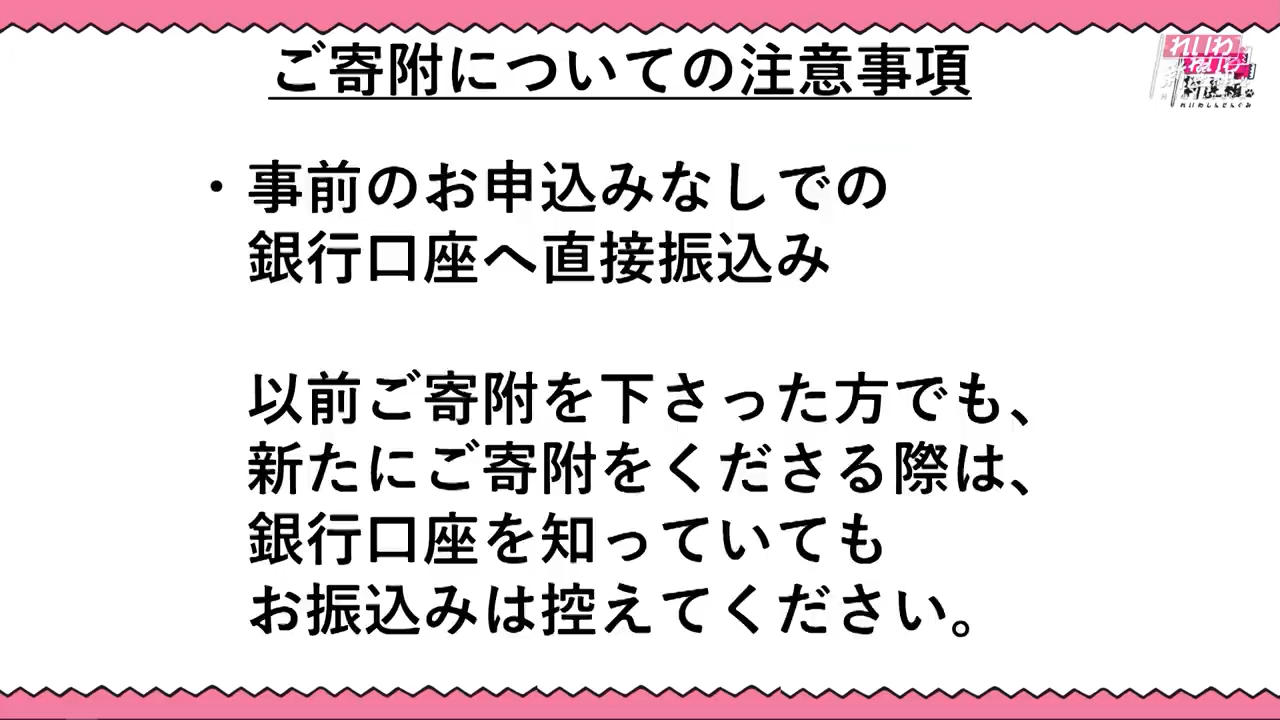 ご寄附についての注意事項
れいわ
・事前のお申込みなしでの
銀行口座へ直接振込み
以前ご寄附を下さった方でも、
新たにご寄附をくださる際は、
銀行口座を知っていても
お振込みは控えてください。